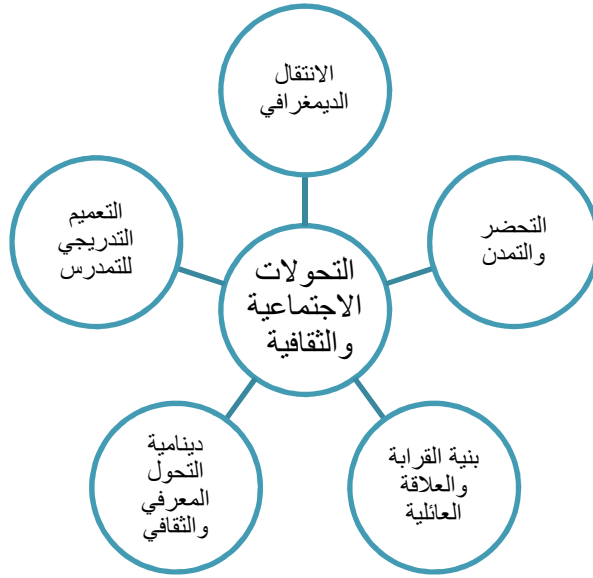 الانتقال
الديمغرافي
التحضر
والتمدن
بنية القرابة
والعلاقة
العائلية
دينامية
التحول
المعرفي
والثقافي
التعميم
التدريجي
للتمدرس
التحولات
الاجتماعية
والثقافية